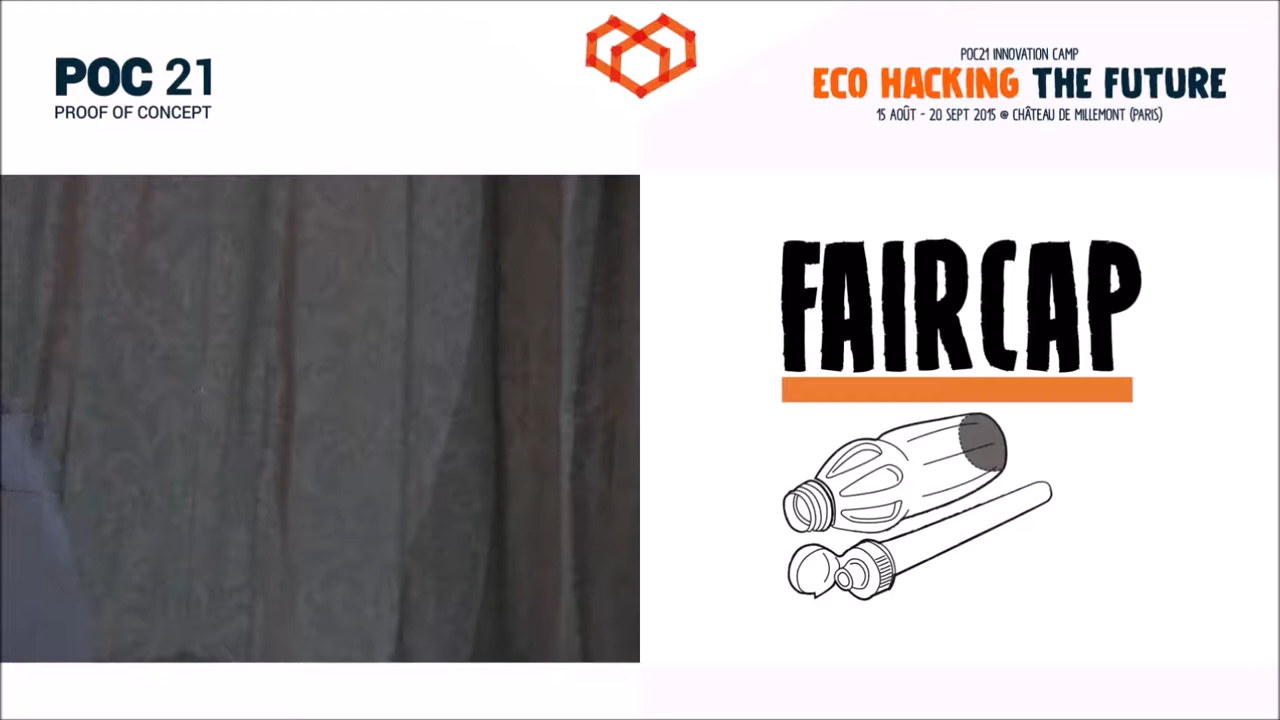 POC 21
PROOF OF CONCEPT
POC21 INNOVATION CAMP
ECO HACKING THE FUTURE
15 AOÛT - 20 SEPT 2015 @ CHÂTEAU DE MILLEMONT (PARIS)
FAIRCAP